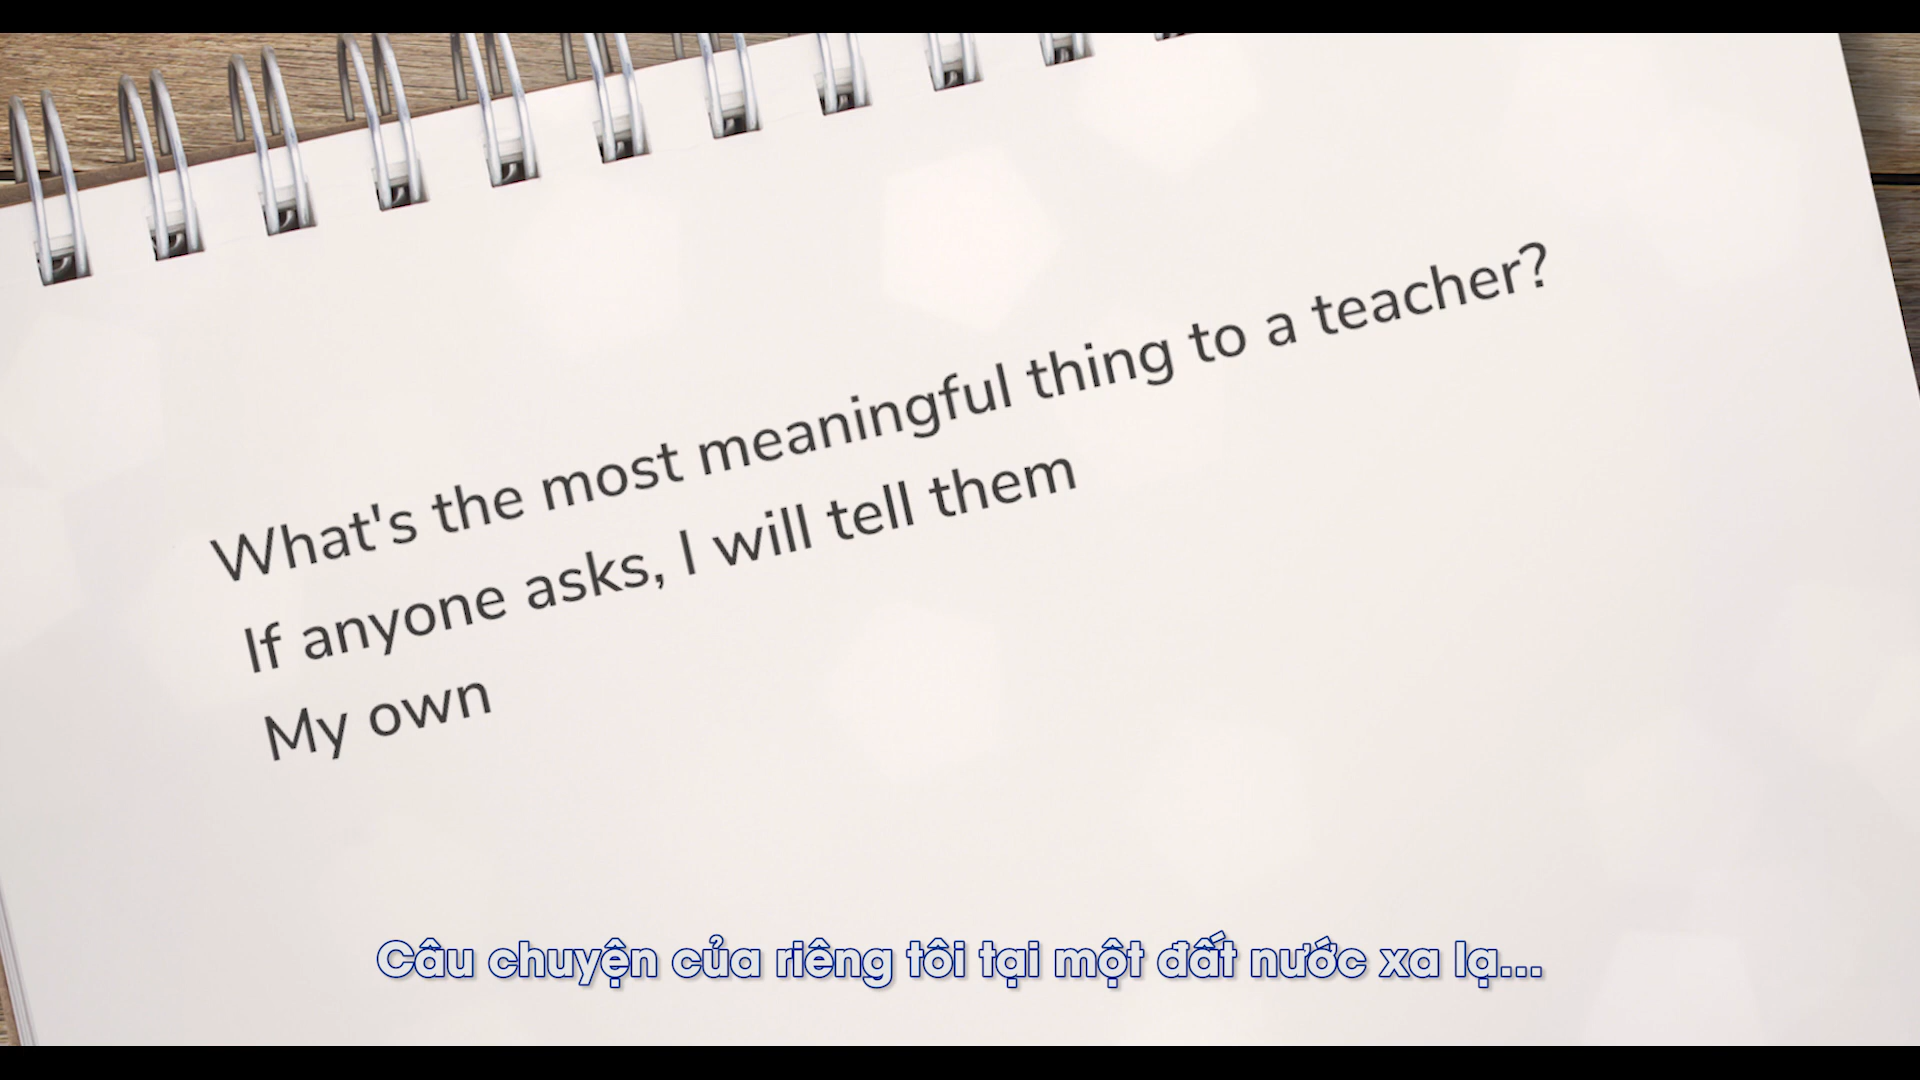 What's the most meaningful thing to a teacher?
If anyone asks, I will tell them
My own
Câu chuyện của riêng tôi tại một đất nước xa lạ...